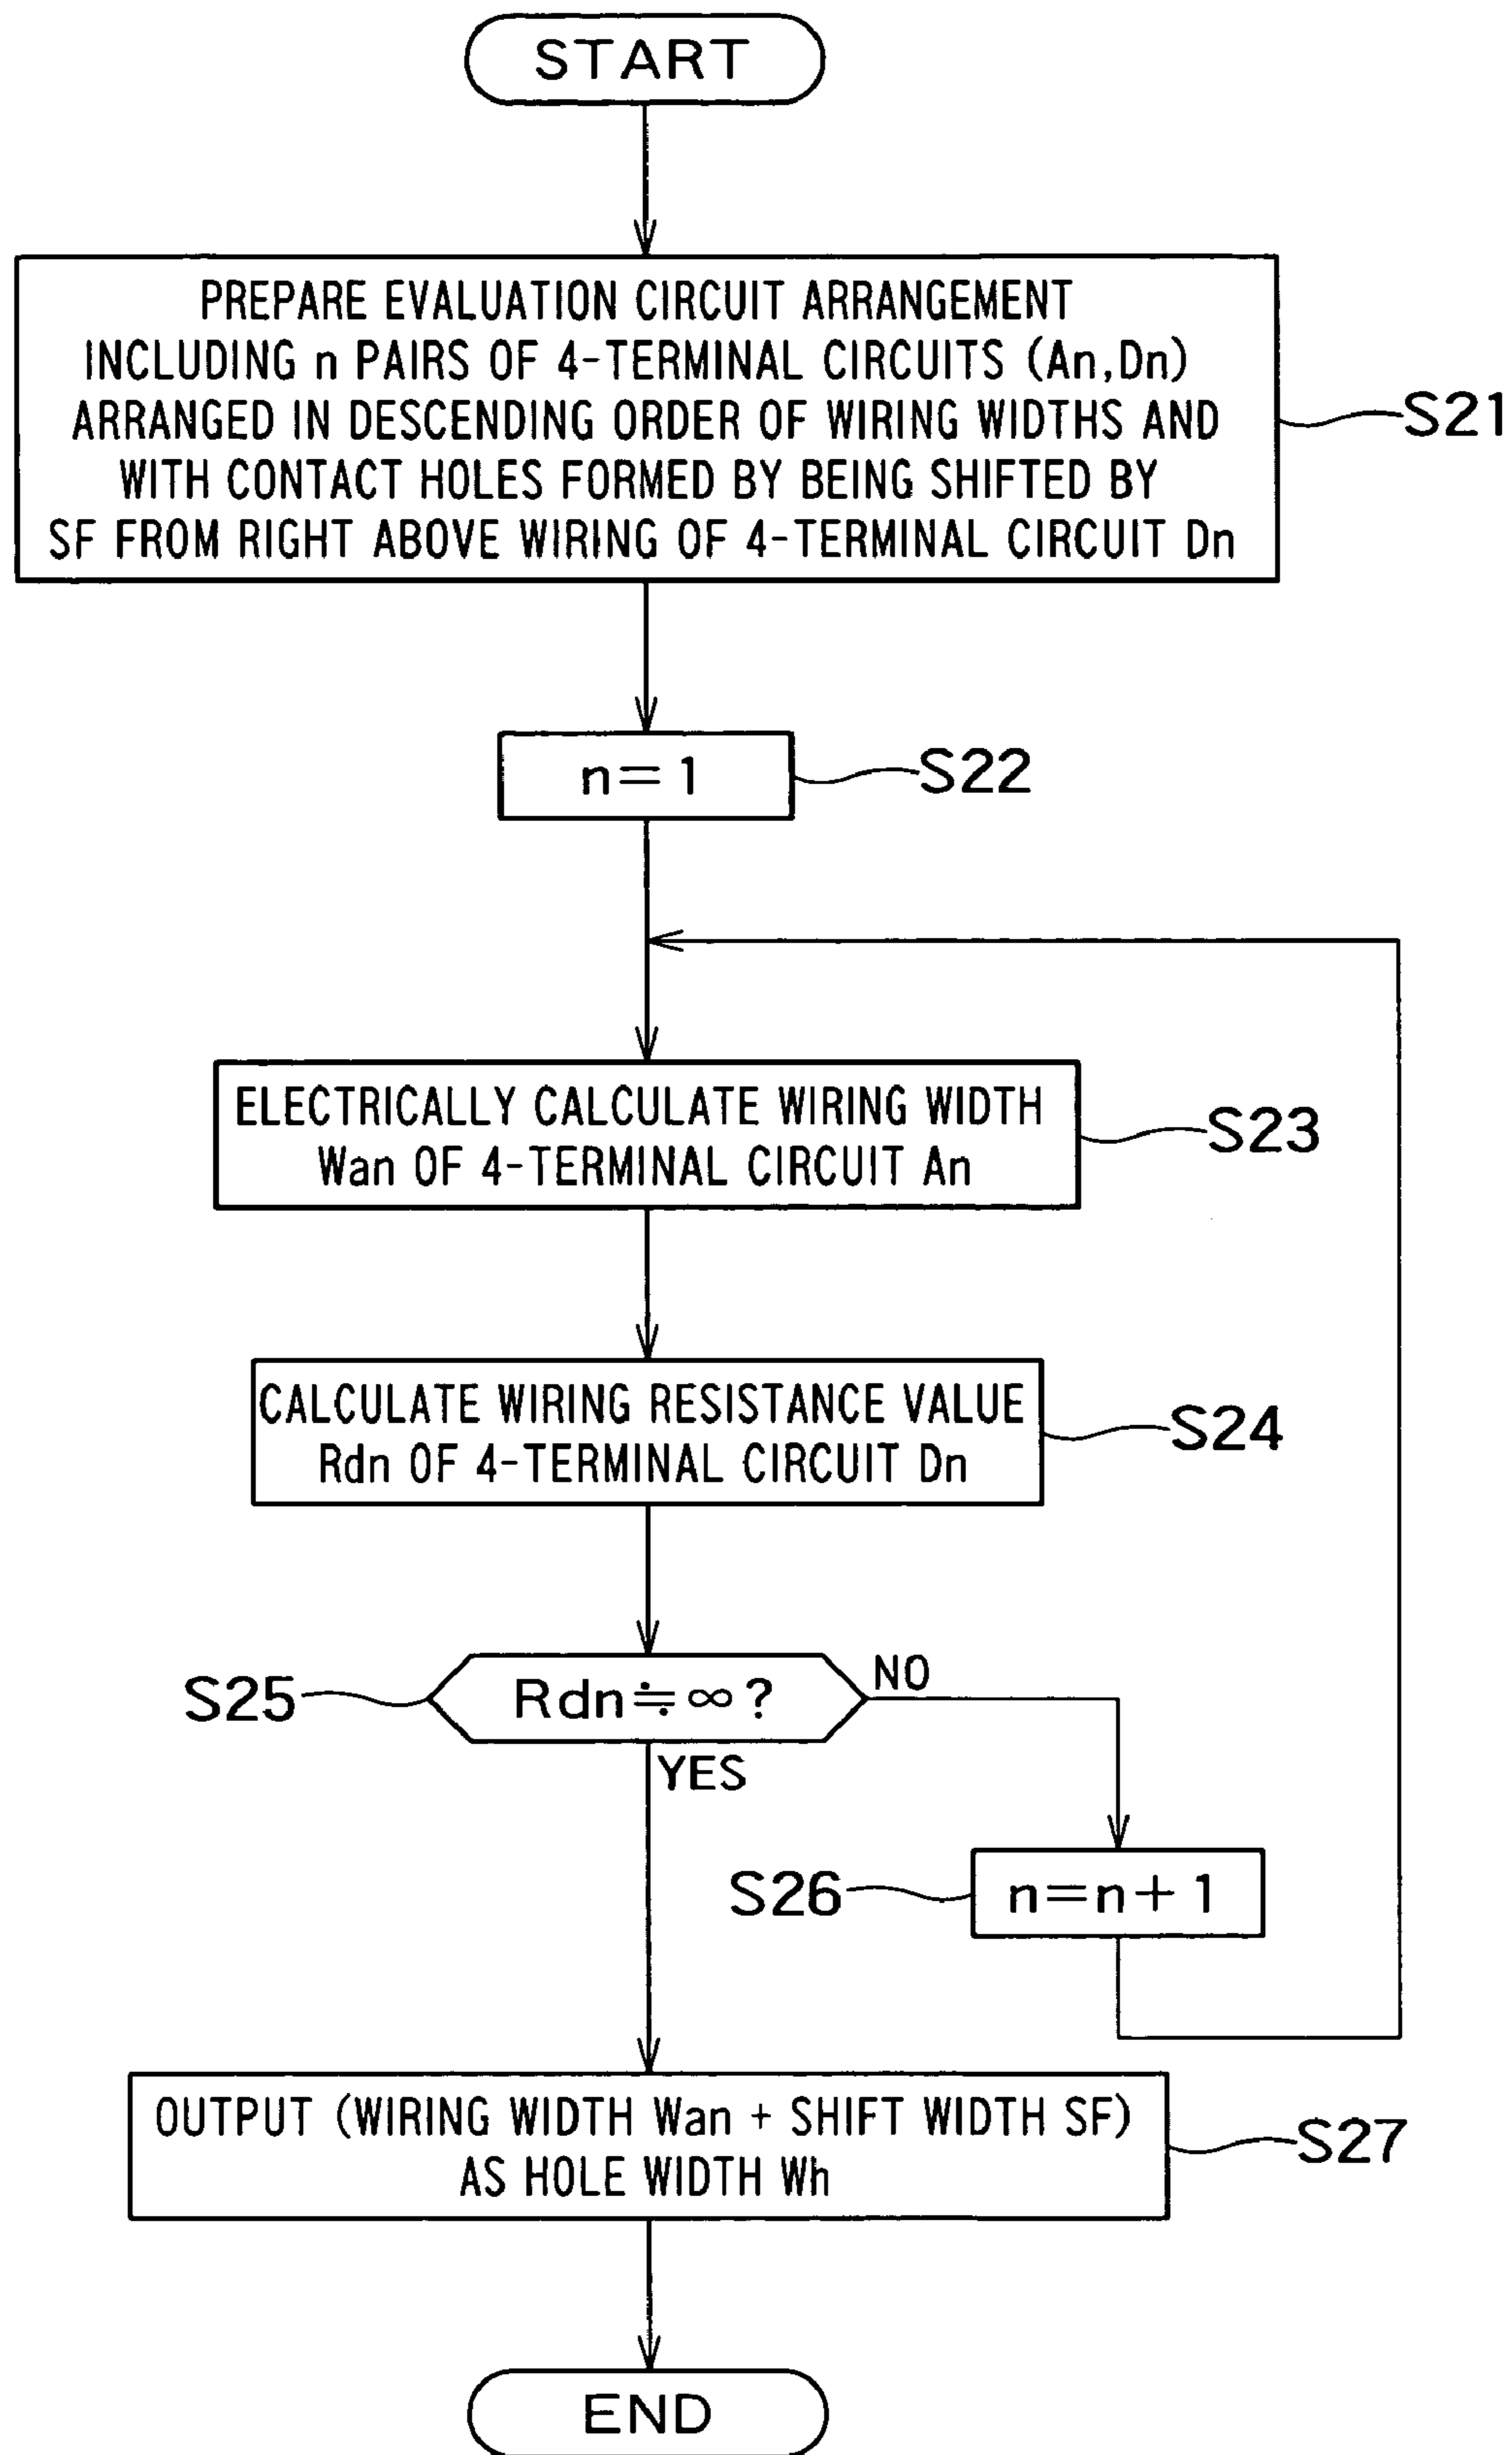 START
PREPARE EVALUATION CIRCUIT ARRANGEMENT
INCLUDING n PAIRS OF 4-TERMINAL CIRCUITS (An,Dn)
ARRANGED IN DESCENDING ORDER OF WIRING WIDTHS AND
WITH CONTACT HOLES FORMED BY BEING SHIFTED BY
SF FROM RIGHT ABOVE WIRING OF 4-TERMINAL CIRCUIT Dn
S21
n=1
S22
ELECTRICALLY CALCULATE WIRING WIDTH
Wan OF 4-TERMINAL CIRCUIT An
S23
CALCULATE WIRING RESISTANCE VALUE
Rdn OF 4-TERMINAL CIRCUIT Dn
S24
S25
Rdn≒∞?
NO
YES
S26
n=n+1
OUTPUT (WIRING WIDTH Wan + SHIFT WIDTH SF)
AS HOLE WIDTH Wh
S27
END